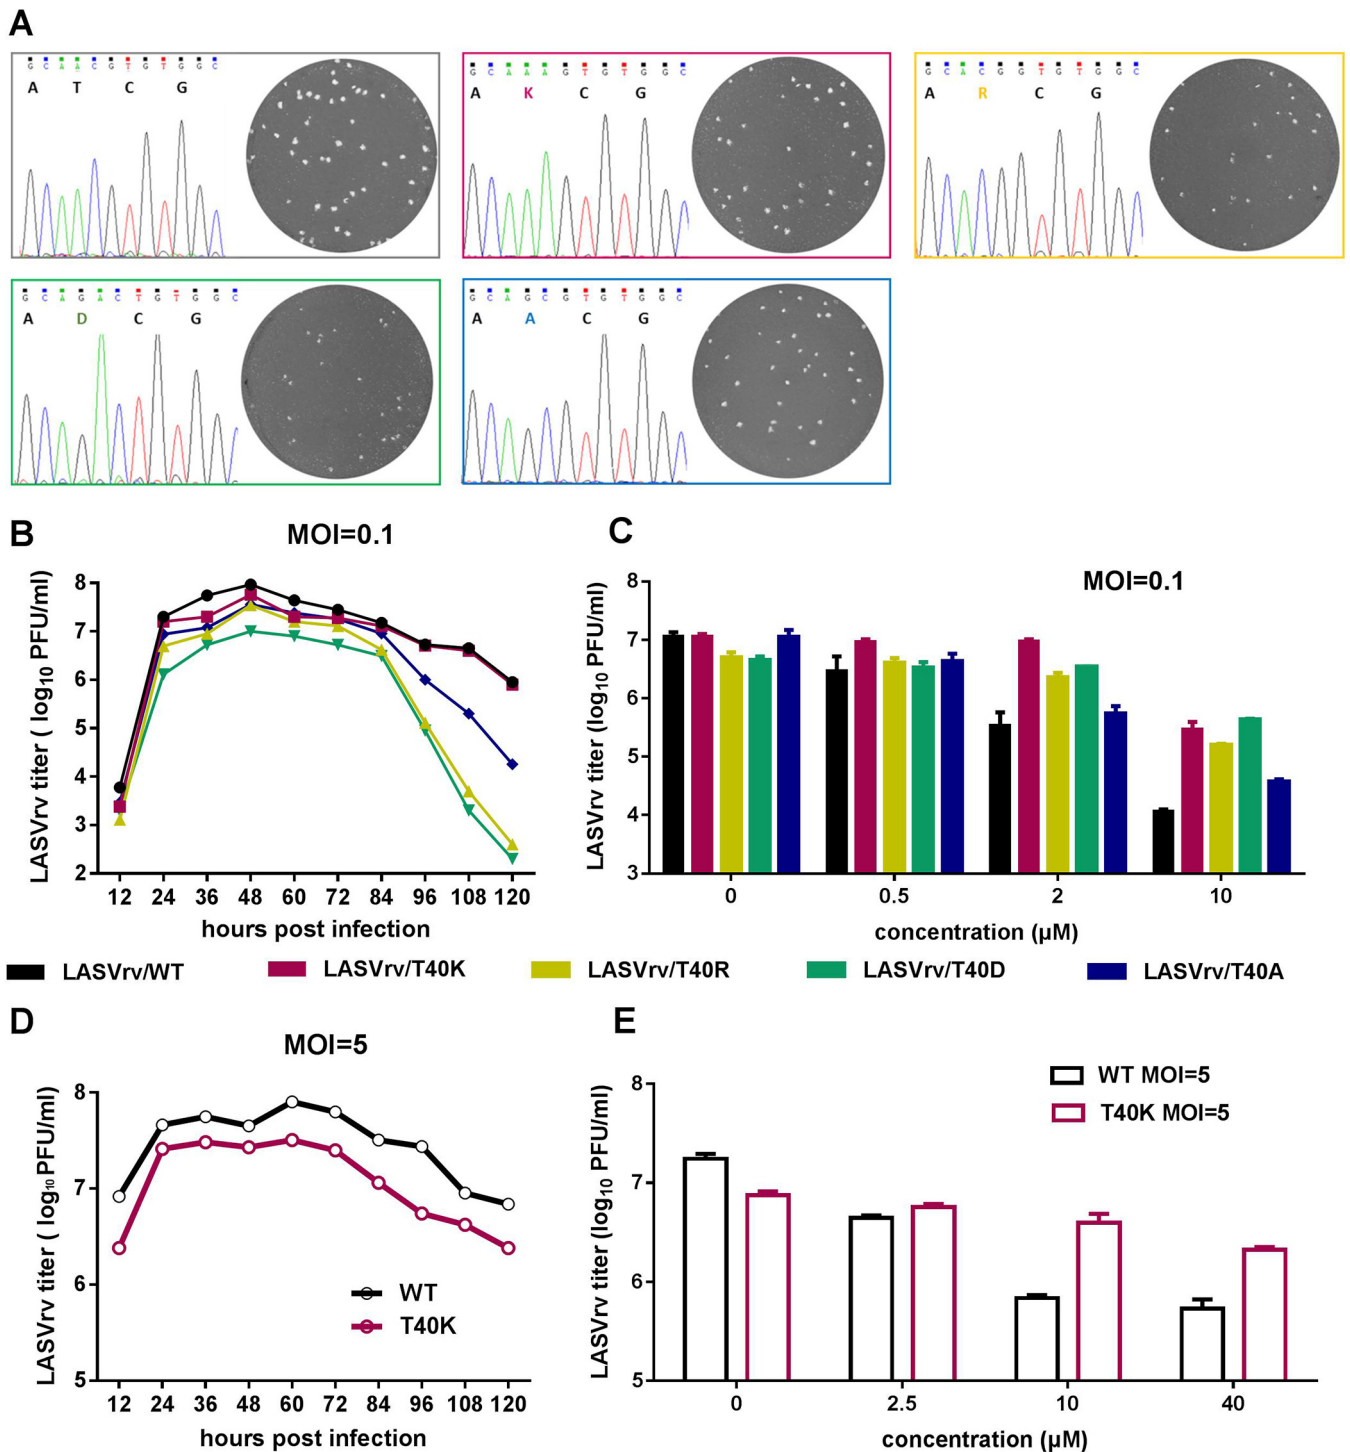 A
G C A A C G T G T G G C
A T C G
G C A A A G T G T G G C
A K C G
G C A C G G T G T G G C
A R C G
G C A G A C T G T G G C
A D C G
G C A G C G T G T G G C
A A C G
B
MOI=0.1
LASVrv titer ( log10 PFU/ml)
8
7
6
5
4
3
2
12 24 36 48 60 72 84 96 108 120
hours post infection
C
MOI=0.1
LASVrv titer (log10 PFU/ml)
8
7
6
5
4
3
0 0.5 2 10
concentration (µM)
LASVrv/WT LASVrv/T40K LASVrv/T40R LASVrv/T40D LASVrv/T40A
D
MOI=5
LASVrv titer ( log10 PFU/ml)
8
7
6
5
WT
T40K
12 24 36 48 60 72 84 96 108 120
hours post infection
E
WT MOI=5
T40K MOI=5
LASVrv titer (log10 PFU/ml)
8
7
6
5
0 2.5 10 40
concentration (µM)